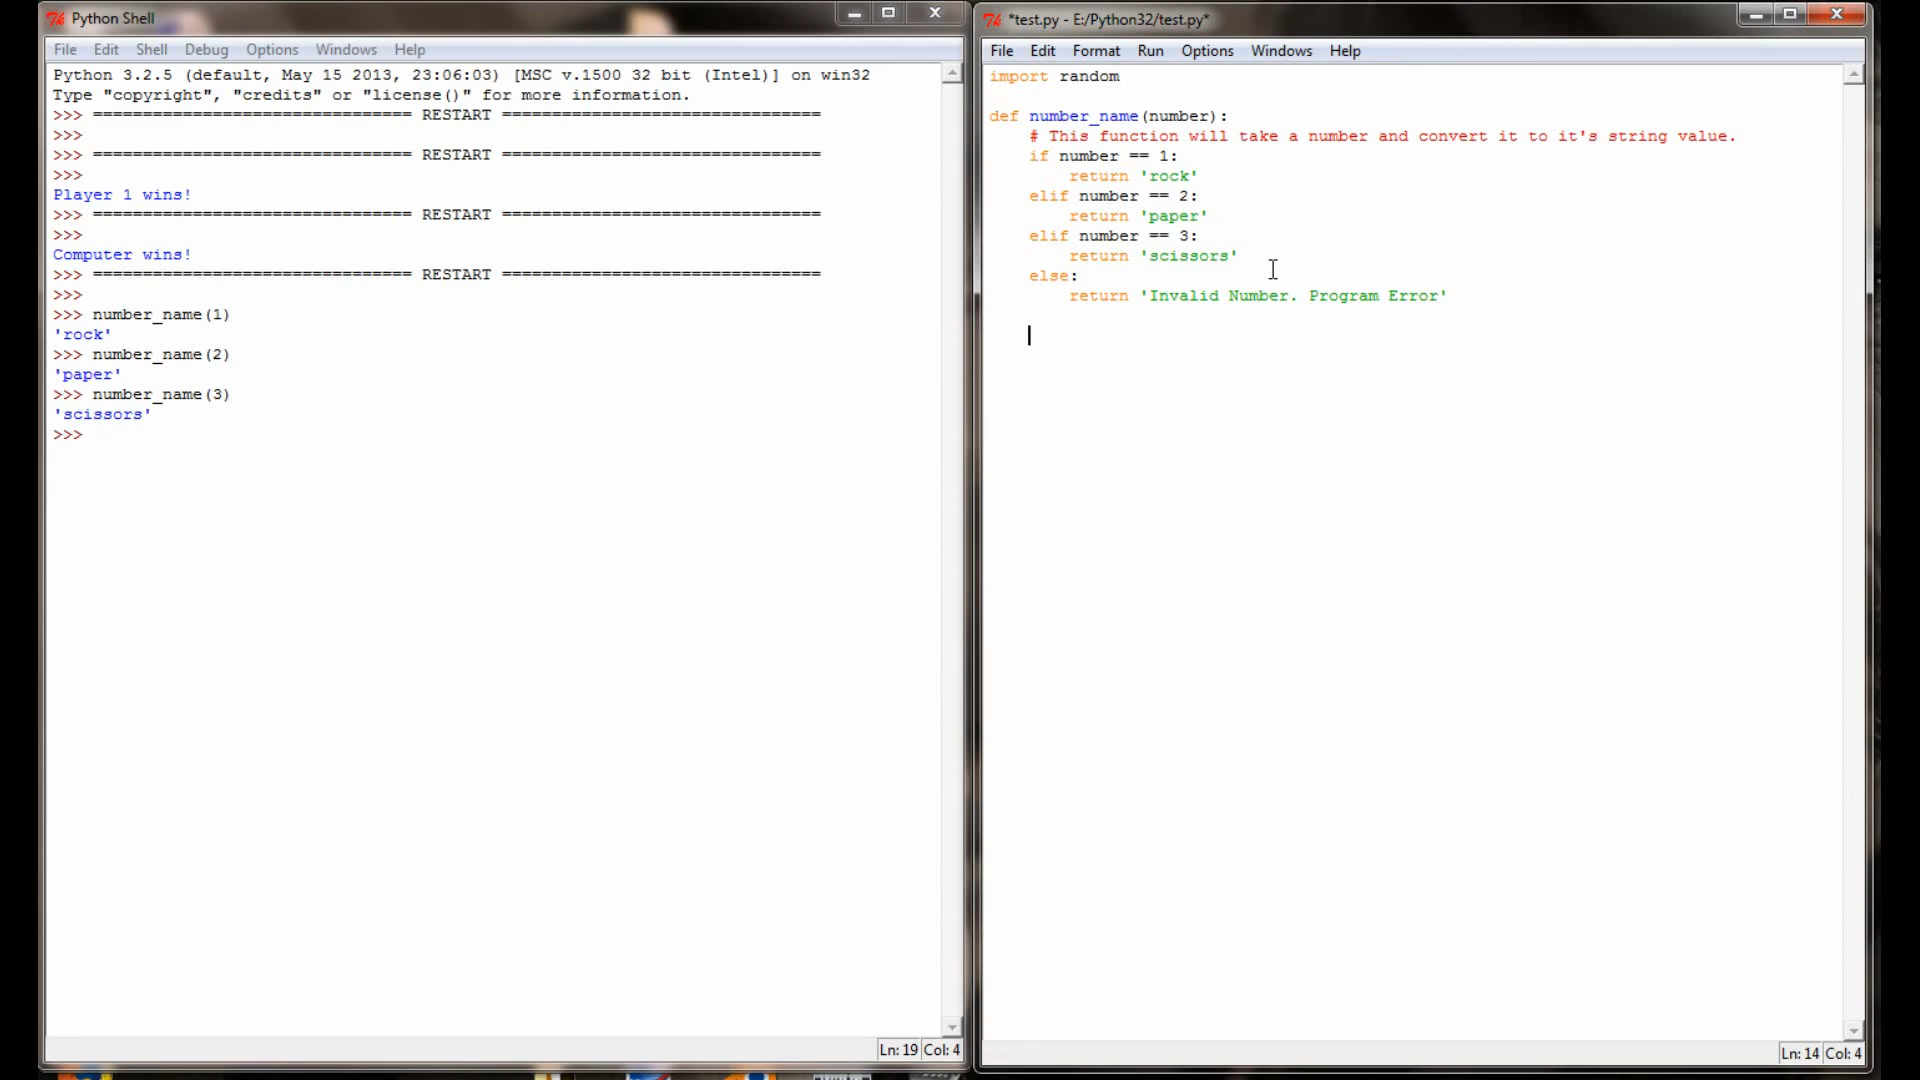 Python Shell
File Edit Shell Debug Options Windows Help
Python 3.2.5 (default, May 15 2013, 23:06:03) [MSC v.1500 32 bit (Intel)] on win32
Type "copyright", "credits" or "license()" for more information.
>>> ================================ RESTART ================================
>>>
>>> ================================ RESTART ================================
>>>
Player 1 wins!
>>> ================================ RESTART ================================
>>>
Computer wins!
>>> ================================ RESTART ================================
>>>
>>> number_name(1)
'rock'
>>> number_name(2)
'paper'
>>> number_name(3)
'scissors'
>>>
Ln: 19 Col: 4
*test.py - E:/Python32/test.py*
File Edit Format Run Options Windows Help
import random
def number_name(number):
    # This function will take a number and convert it to it's string value.
    if number == 1:
        return 'rock'
    elif number == 2:
        return 'paper'
    elif number == 3:
        return 'scissors'
    else:
        return 'Invalid Number. Program Error'
Ln: 14 Col: 4